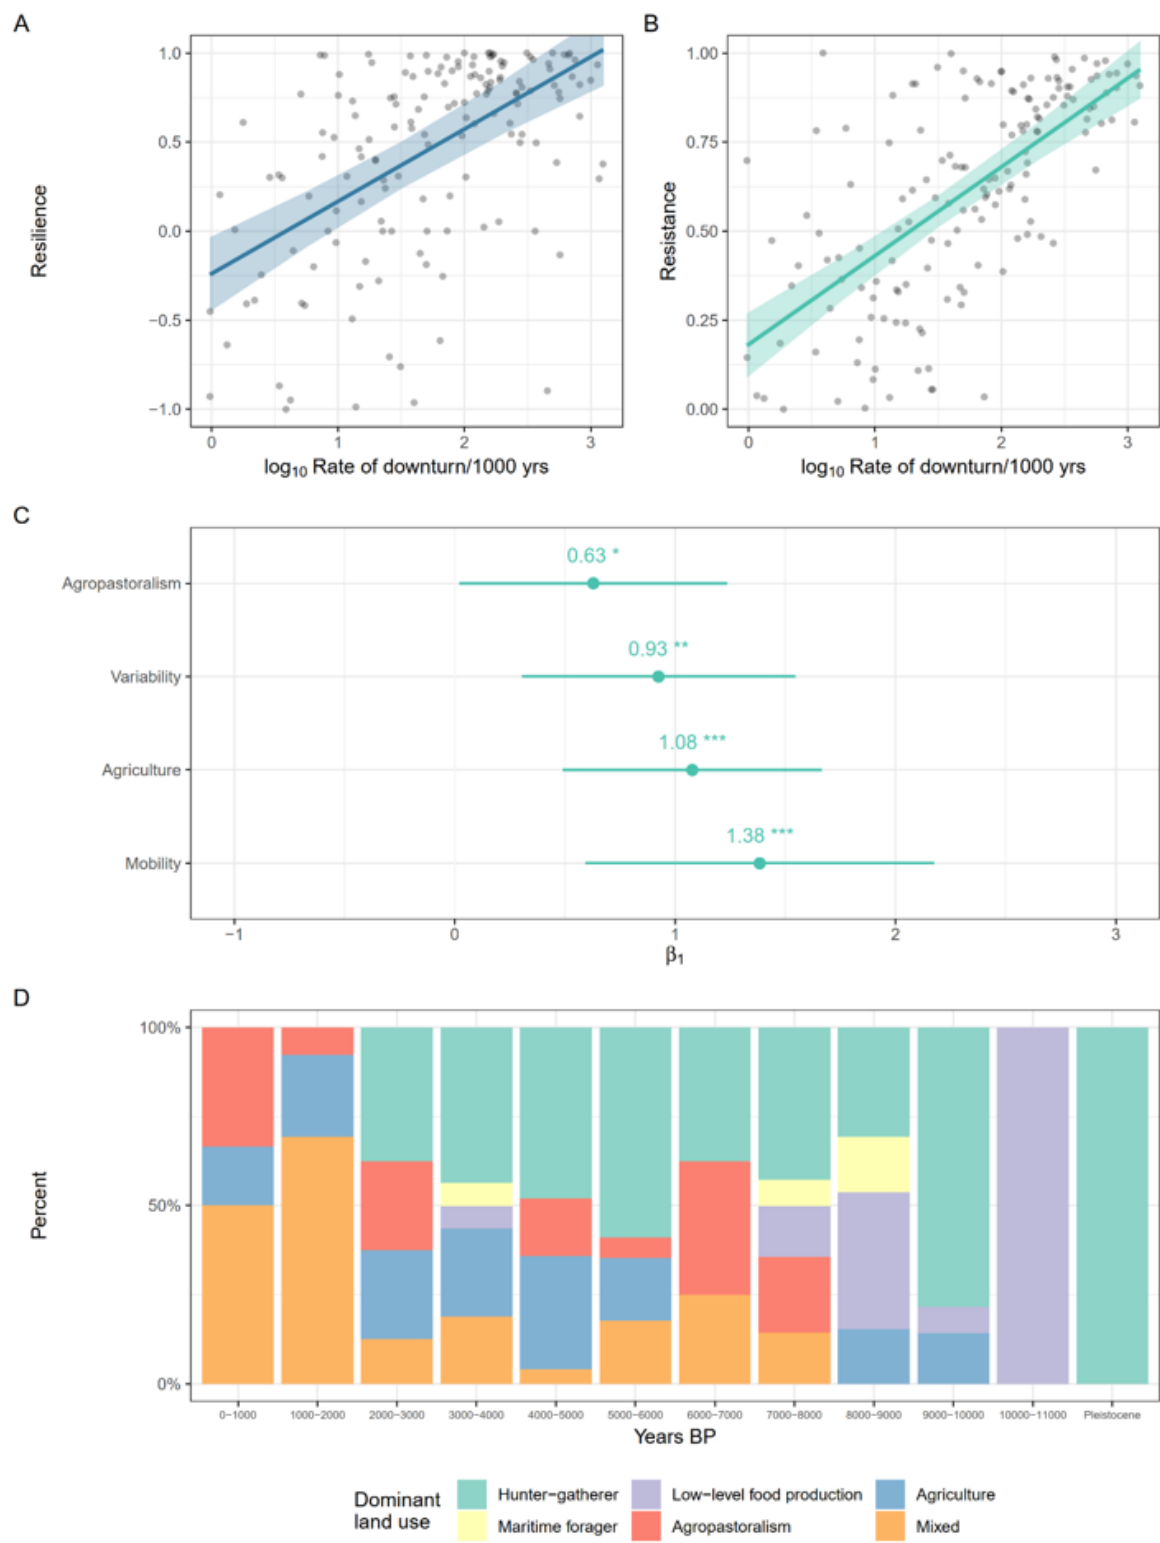 A
B
1.0
0.5
0.0
−0.5
−1.0
Resilience
0
1
2
3
log10 Rate of downturn/1000 yrs
1.00
0.75
0.50
0.25
0.00
Resistance
0
1
2
3
log10 Rate of downturn/1000 yrs
C
0.63 *
Agropastoralism
0.93 **
Variability
1.08 ***
Agriculture
1.38 ***
Mobility
−1
0
1
2
3
β1
D
100%
50%
0%
Percent
0−1000
1000−2000
2000−3000
3000−4000
4000−5000
5000−6000
6000−7000
7000−8000
8000−9000
9000−10000
10000−11000
Pleistocene
Years BP
Dominant
land use
Hunter−gatherer
Low−level food production
Agriculture
Maritime forager
Agropastoralism
Mixed